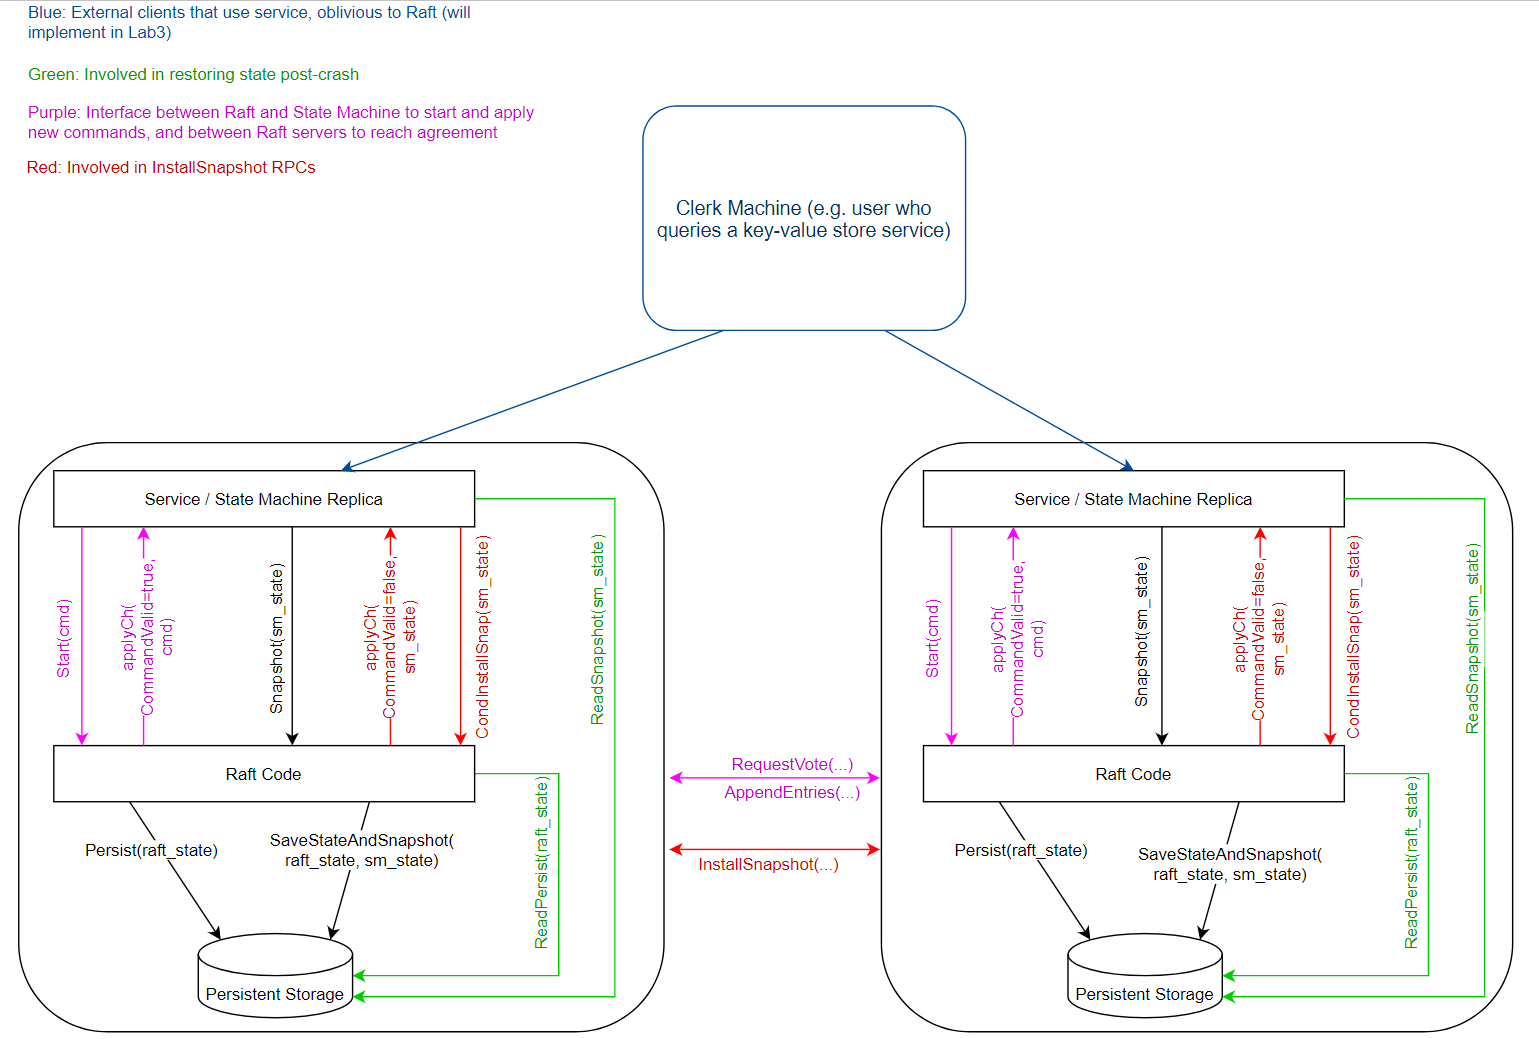 Blue: External clients that use service, oblivious to Raft (will
implement in Lab3)
Green: Involved in restoring state post-crash
Purple: Interface between Raft and State Machine to start and apply
new commands, and between Raft servers to reach agreement
Red: Involved in InstallSnapshot RPCs
Clerk Machine (e.g. user who
queries a key-value store service)
Service / State Machine Replica
Start(cmd)
applyCh(
CommandValid=true,
cmd)
Snapshot(sm_state)
applyCh(
CommandValid=false,
sm_state)
CondInstallSnap(sm_state)
ReadSnapshot(sm_state)
Raft Code
Persist(raft_state)
SaveStateAndSnapshot(
raft_state, sm_state)
ReadPersist(raft_state)
Persistent Storage
RequestVote(...)
AppendEntries(...)
InstallSnapshot(...)
Service / State Machine Replica
Start(cmd)
applyCh(
CommandValid=true,
cmd)
Snapshot(sm_state)
applyCh(
CommandValid=false,
sm_state)
CondInstallSnap(sm_state)
ReadSnapshot(sm_state)
Raft Code
Persist(raft_state)
SaveStateAndSnapshot(
raft_state, sm_state)
ReadPersist(raft_state)
Persistent Storage